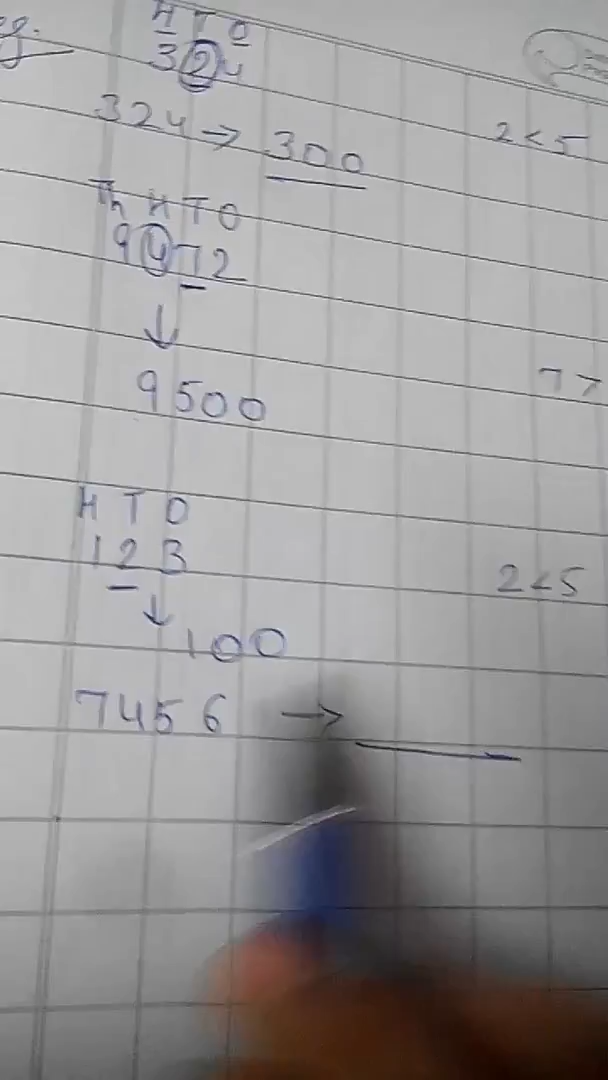 H T O
3 2 4
324 → 300
2 < 5
Th H T O
9 4 7 2
↓
7 >
9500
H T O
1 2 3
2 < 5
↓
100
7456 →